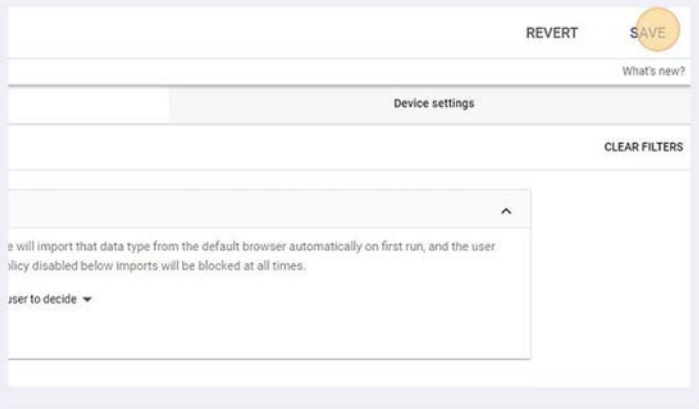 REVERT SAVE
What's new?
Device settings
CLEAR FILTERS
e will import that data type from the default browser automatically on first run, and the user
olicy disabled below imports will be blocked at all times.
user to decide